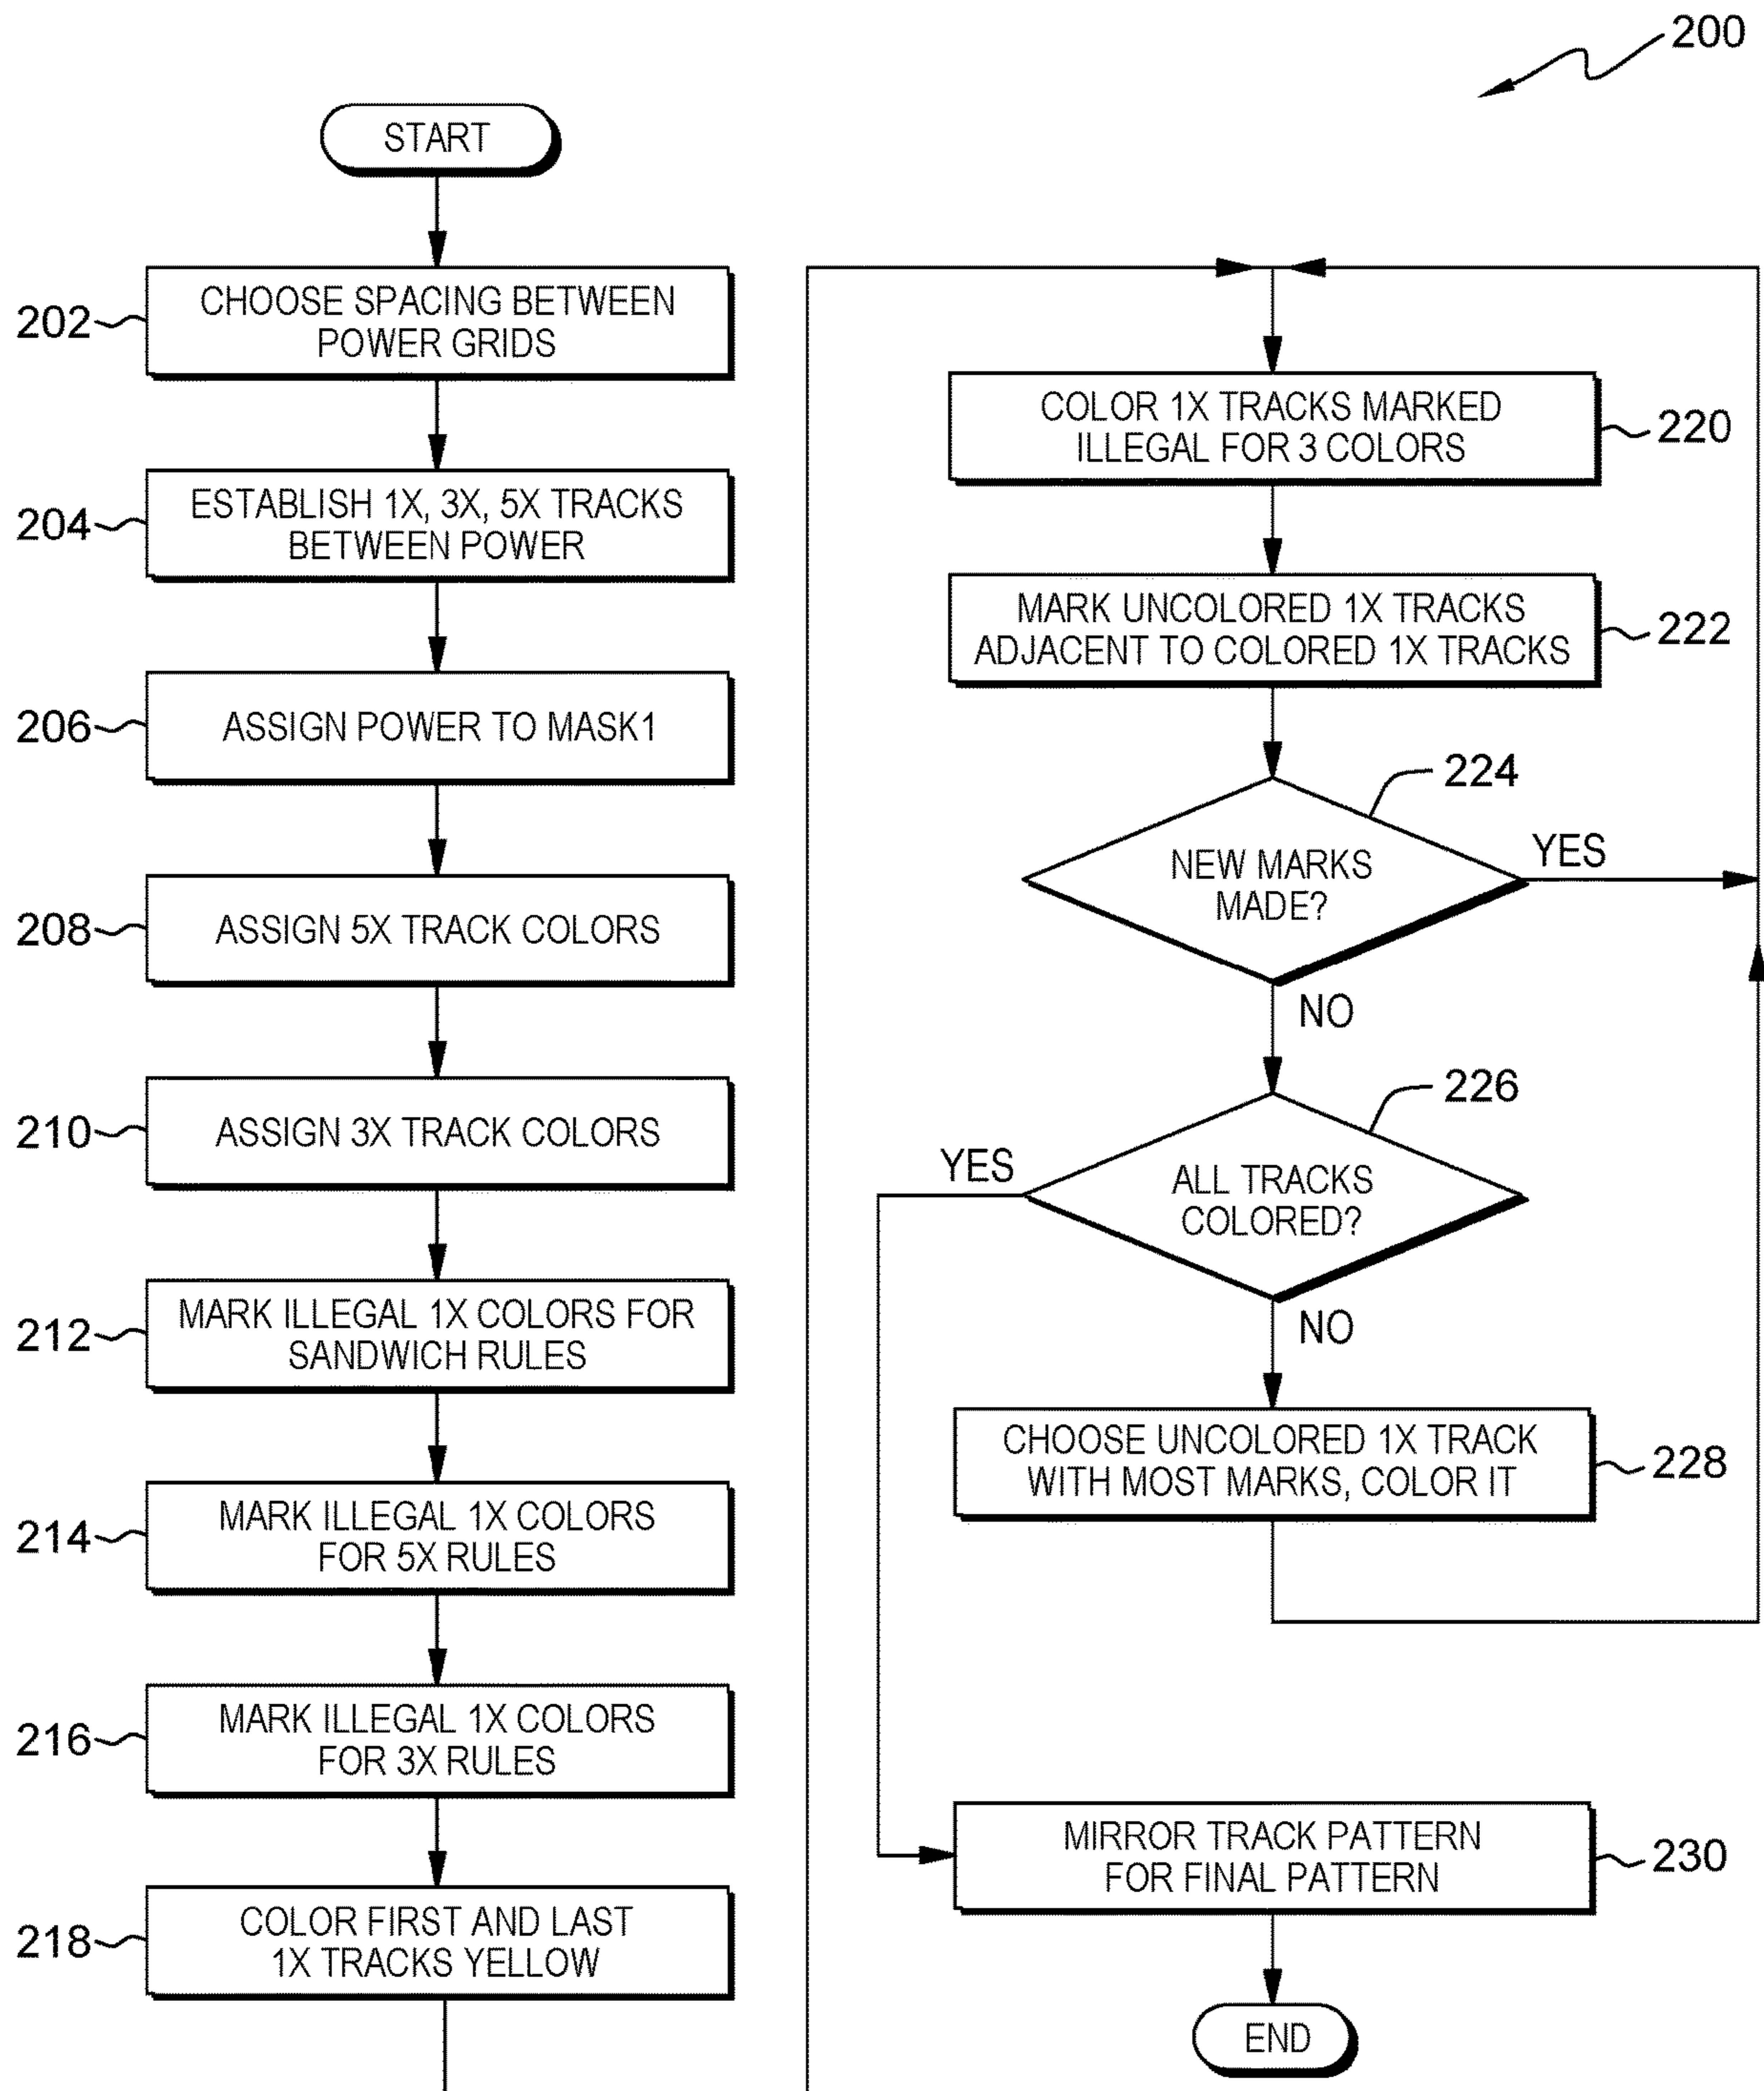 200
START
202
CHOOSE SPACING BETWEEN
POWER GRIDS
204
ESTABLISH 1X, 3X, 5X TRACKS
BETWEEN POWER
206
ASSIGN POWER TO MASK1
208
ASSIGN 5X TRACK COLORS
210
ASSIGN 3X TRACK COLORS
212
MARK ILLEGAL 1X COLORS FOR
SANDWICH RULES
214
MARK ILLEGAL 1X COLORS
FOR 5X RULES
216
MARK ILLEGAL 1X COLORS
FOR 3X RULES
218
COLOR FIRST AND LAST
1X TRACKS YELLOW
COLOR 1X TRACKS MARKED
ILLEGAL FOR 3 COLORS
220
MARK UNCOLORED 1X TRACKS
ADJACENT TO COLORED 1X TRACKS
222
224
NEW MARKS
MADE?
YES
NO
226
YES
ALL TRACKS
COLORED?
NO
CHOOSE UNCOLORED 1X TRACK
WITH MOST MARKS, COLOR IT
228
MIRROR TRACK PATTERN
FOR FINAL PATTERN
230
END